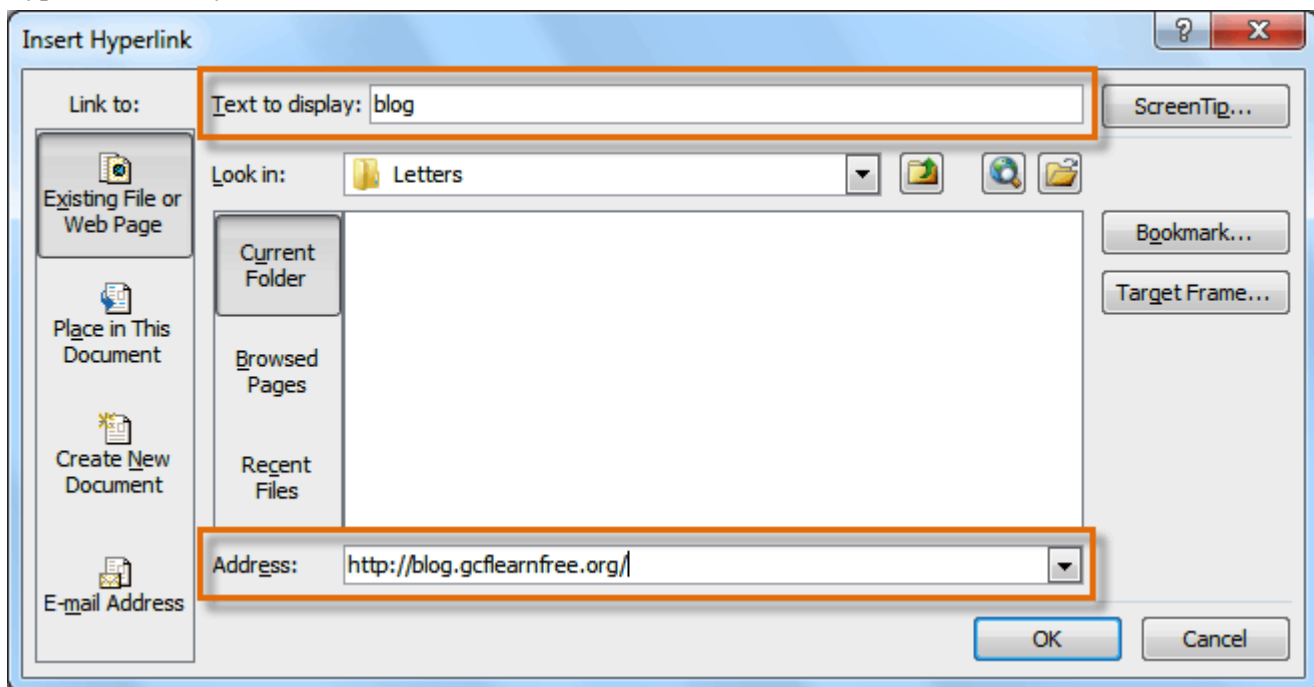 Insert Hyperlink
Link to:
Text to display: blog
ScreenTip...
Existing File or
Web Page
Look in: Letters
Current
Folder
Bookmark...
Target Frame...
Place in This
Document
Browsed
Pages
Create New
Document
Recent
Files
Address: http://blog.gcflearnfree.org/
E-mail Address
OK
Cancel